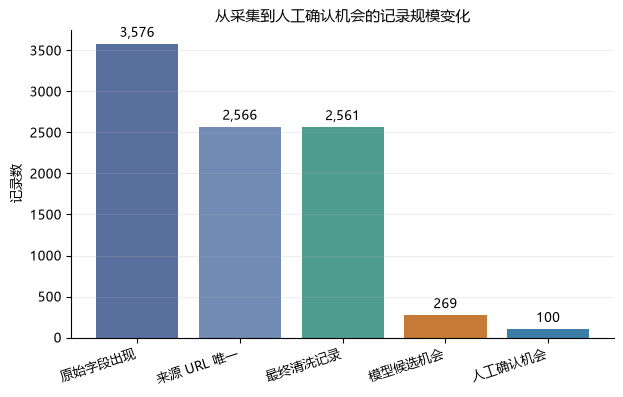 从采集到人工确认机会的记录规模变化
3,576
2,566
2,561
269
100
3500
3000
2500
2000
1500
1000
500
0
记录数
原始字段出现
来源 URL 唯一
最终清洗记录
模型候选机会
人工确认机会